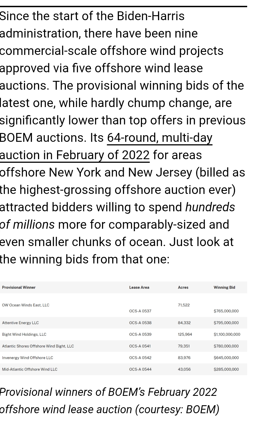 Since the start of the Biden-Harris
administration, there have been nine
commercial-scale offshore wind projects
approved via five offshore wind lease
auctions. The provisional winning bids of the
latest one, while hardly chump change, are
significantly lower than top offers in previous
BOEM auctions. Its 64-round, multi-day
auction in February of 2022 for areas
offshore New York and New Jersey (billed as
the highest-grossing offshore auction ever)
attracted bidders willing to spend hundreds
of millions more for comparably-sized and
even smaller chunks of ocean. Just look at
the winning bids from that one:
Provisional Winner Lease Area Acres Winning Bid
OW Ocean Winds East, LLC OCS-A 0537 71,522 $765,000,000
Attentive Energy LLC OCS-A 0538 84,332 $795,000,000
Bight Wind Holdings, LLC OCS-A 0539 125,964 $1,100,000,000
Atlantic Shores Offshore Wind Bight, LLC OCS-A 0541 79,351 $780,000,000
Invenergy Wind Offshore LLC OCS-A 0542 83,976 $645,000,000
Mid-Atlantic Offshore Wind LLC OCS-A 0544 43,056 $285,000,000
Provisional winners of BOEM's February 2022
offshore wind lease auction (courtesy: BOEM)